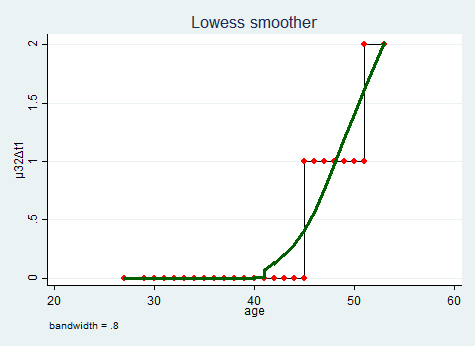 Lowess smoother
μ32Δt1
2
1.5
1
.5
0
20 30 40 50 60
age
bandwidth = .8